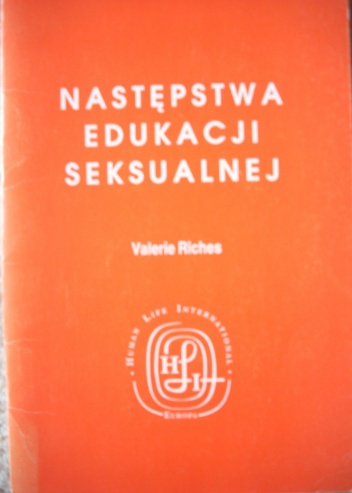 NASTĘPSTWA
EDUKACJI
SEKSUALNEJ
Valerie Riches
HUMAN LIFE INTERNATIONAL
HLI
EUROPA